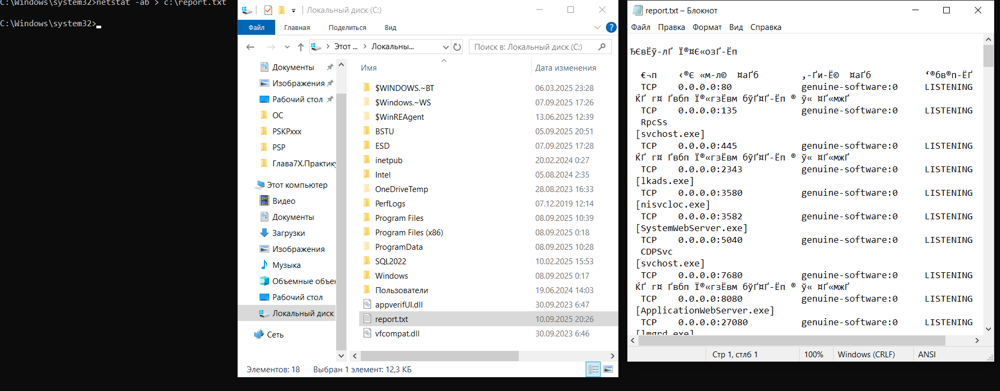 C:\Windows\system32>netstat -ab > c:\report.txt
C:\Windows\system32>
Локальный диск (C:)
Файл Главная Поделиться Вид
Этот ... Локальны...
Поиск в: Локальный диск (C:)
Документы
Изображения
Рабочий стол
ОС
PSKPxxx
PSP
Глава7Х.Практику
Этот компьютер
Видео
Документы
Загрузки
Изображения
Музыка
Объемные объек
Рабочий стол
Локальный диск
Сеть
Имя Дата изменения
$WINDOWS.~BT 06.03.2025 23:28
$Windows.~WS 07.09.2025 17:26
$WinREAgent 13.06.2025 12:39
BSTU 05.09.2025 20:51
ESD 07.09.2025 17:28
inetpub 20.02.2024 0:27
Intel 05.08.2024 2:35
OneDriveTemp 28.08.2023 16:33
PerfLogs 07.12.2019 12:14
Program Files 08.09.2025 10:39
Program Files (x86) 08.09.2025 0:18
ProgramData 08.09.2025 10:28
SQL2022 10.02.2025 15:53
Windows 08.09.2025 0:17
Пользователи 19.06.2024 14:03
appverifUI.dll 30.09.2023 6:47
report.txt 10.09.2025 20:26
vfcompat.dll 30.09.2023 6:46
Элементов: 18 Выбран 1 элемент: 12,3 КБ
report.txt – Блокнот
Файл Правка Формат Вид Справка
ЂЄвЁў-лҐ Ї®¤Є«озҐ-Ёп
€¬п ‹®Є «м-л© ¤аҐб ‚-Ґи-Ё© ¤аҐб ‘®бв®п-ЁҐ
TCP 0.0.0.0:80 genuine-software:0 LISTENING
ЌҐ г¤ Ґвбп Ї®«гзЁвм бўҐ¤Ґ-Ёп ® ў« ¤Ґ«мжҐ
TCP 0.0.0.0:135 genuine-software:0 LISTENING
RpcSs
[svchost.exe]
TCP 0.0.0.0:445 genuine-software:0 LISTENING
ЌҐ г¤ Ґвбп Ї®«гзЁвм бўҐ¤Ґ-Ёп ® ў« ¤Ґ«мжҐ
TCP 0.0.0.0:2343 genuine-software:0 LISTENING
[lkads.exe]
TCP 0.0.0.0:3580 genuine-software:0 LISTENING
[nisvcloc.exe]
TCP 0.0.0.0:3582 genuine-software:0 LISTENING
[SystemWebServer.exe]
TCP 0.0.0.0:5040 genuine-software:0 LISTENING
CDPSvc
[svchost.exe]
TCP 0.0.0.0:7680 genuine-software:0 LISTENING
ЌҐ г¤ Ґвбп Ї®«гзЁвм бўҐ¤Ґ-Ёп ® ў« ¤Ґ«мжҐ
TCP 0.0.0.0:8080 genuine-software:0 LISTENING
[ApplicationWebServer.exe]
TCP 0.0.0.0:27080 genuine-software:0 LISTENING
[lmgrd.exe]
Стр 1, стлб 1 100% Windows (CRLF) ANSI